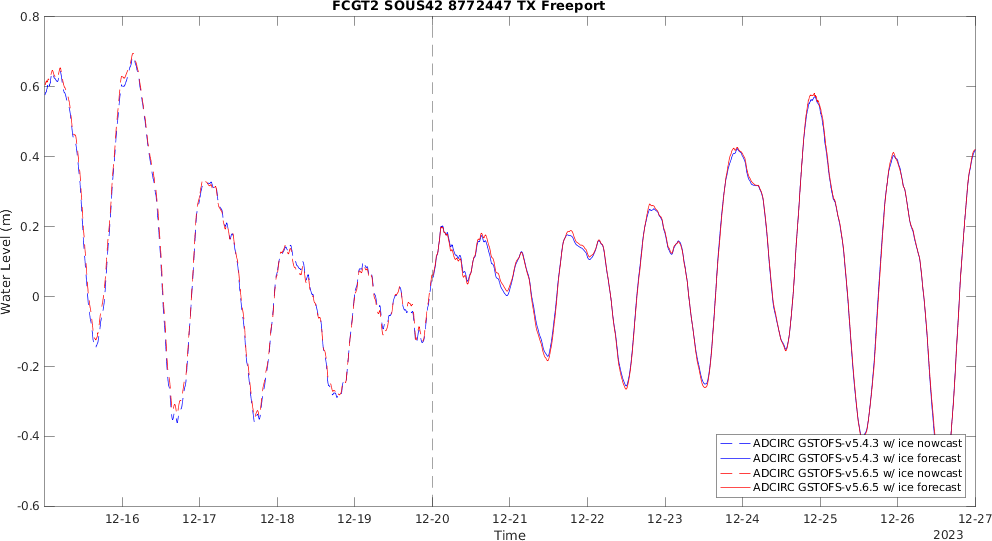 FCGT2 SOUS42 8772447 TX Freeport
0.8
0.6
0.4
0.2
0
-0.2
-0.4
-0.6
Water Level (m)
ADCIRC GSTOFS-v5.4.3 w/ ice nowcast
ADCIRC GSTOFS-v5.4.3 w/ ice forecast
ADCIRC GSTOFS-v5.6.5 w/ ice nowcast
ADCIRC GSTOFS-v5.6.5 w/ ice forecast
12-16 12-17 12-18 12-19 12-20 12-21 12-22 12-23 12-24 12-25 12-26 12-27
Time
2023